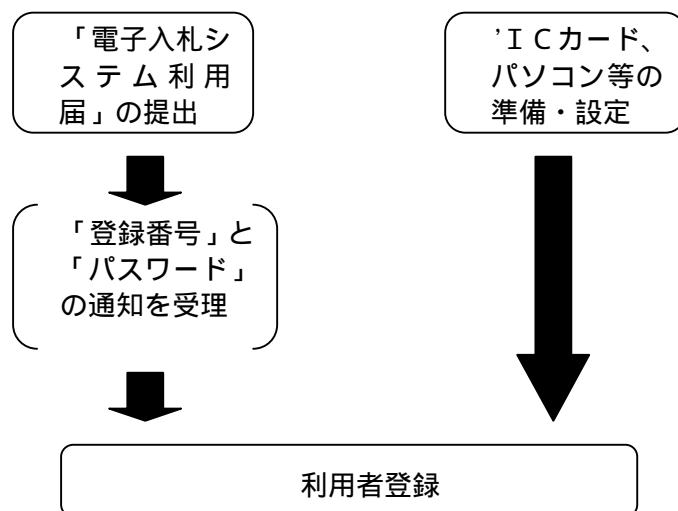 「電子入札シ
ステム利用
届」の提出
’ＩＣカード、
パソコン等の
準備・設定
「登録番号」と
「パスワード」
の通知を受理
利用者登録